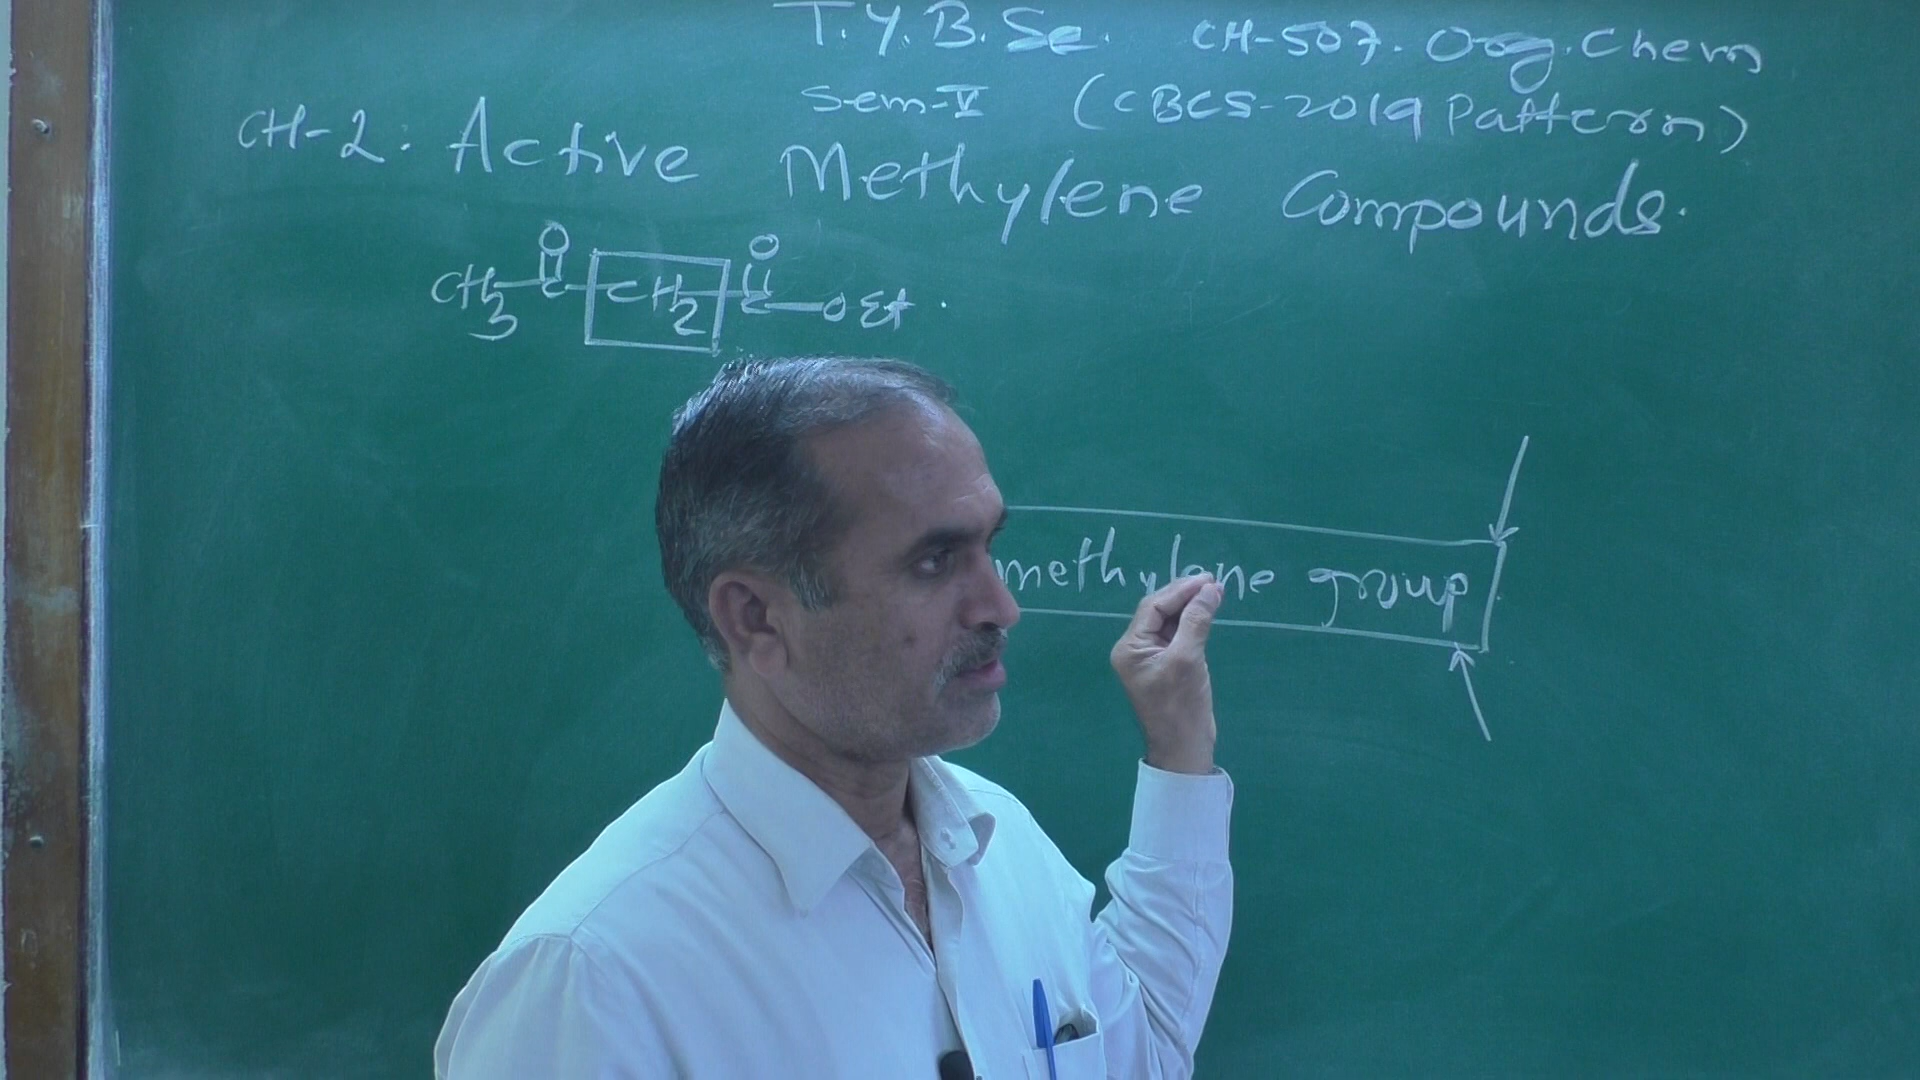 T.Y.B.Sc. CH-507. Org. Chem
Sem-V (CBCS-2019 Pattern)
CH-2: Active Methylene Compounds.
O O
CH3-C-CH2-C-OEt.
methylene group